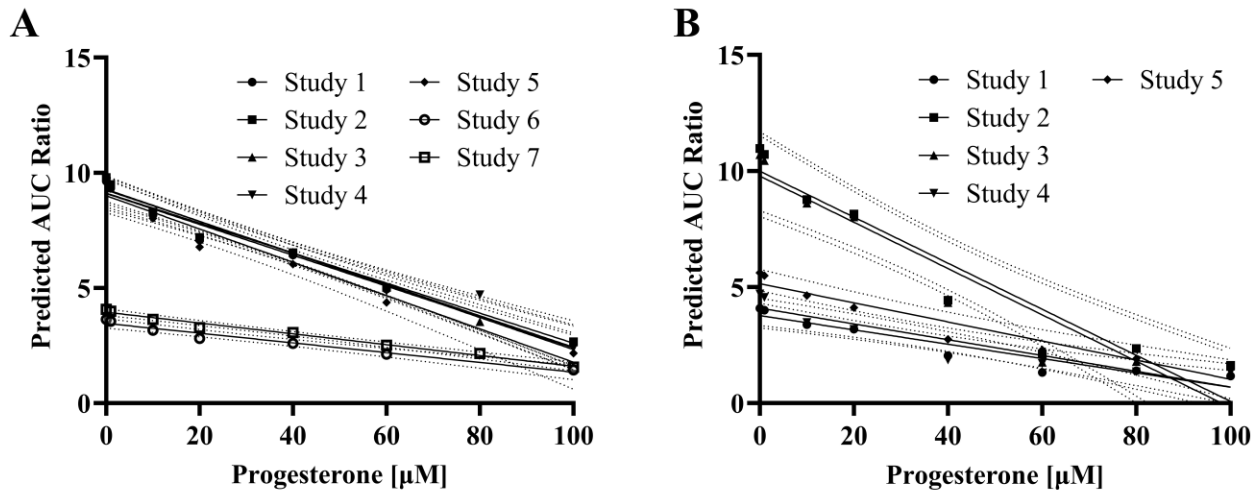 A
Predicted AUC Ratio
15
10
5
0
Study 1
Study 2
Study 3
Study 4
Study 5
Study 6
Study 7
0
20
40
60
80
100
Progesterone [µM]
B
Predicted AUC Ratio
15
10
5
0
Study 1
Study 2
Study 3
Study 4
Study 5
0
20
40
60
80
100
Progesterone [µM]